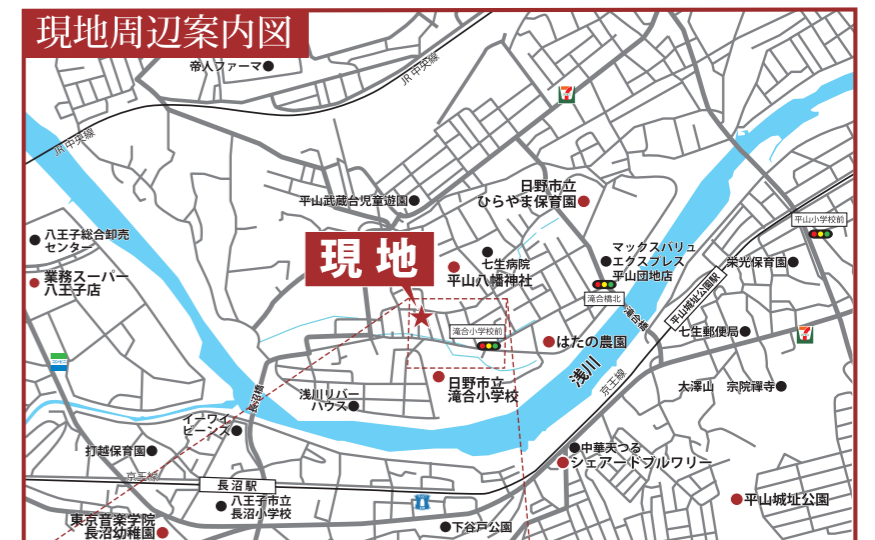 現地周辺案内図
帝人ファーマ
JR 中央線
JR 中央線
平山武蔵台児童遊園
日野市立
ひらやま保育園
八王子総合卸売
センター
業務スーパー
八王子店
現地
七生病院
平山八幡神社
マックスバリュ
エクスプレス
平山団地店
滝合橋北
滝合橋
平山小学校前
栄光保育園
平山城址公園駅
七生郵便局
滝合小学校前
はたの農園
浅川
京王線
太澤山 宗院禅寺
日野市立
滝合小学校
浅川リバー
ハウス
長沼橋
イーワイ
ビーンズ
打越保育園
京王線
長沼駅
八王子市立
長沼小学校
東京音楽学院
長沼幼稚園
中華天つる
シェアードブルワリー
下谷戸公園
平山城址公園